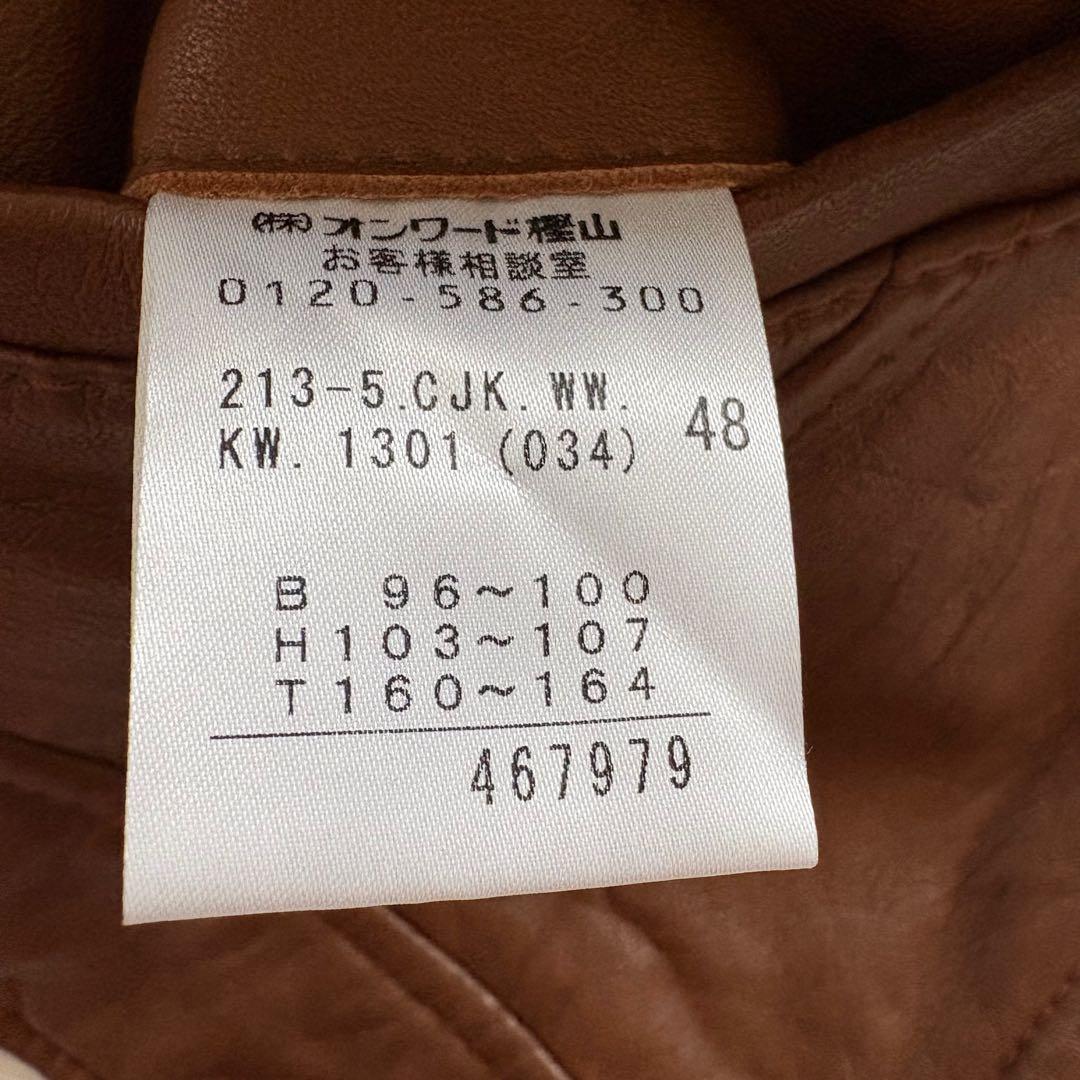 (株)オンワード樫山
お客様相談室
0120-586-300
213-5.CJK.WW.
KW. 1301 (034) 48
B 96～100
H103～107
T160～164
467979